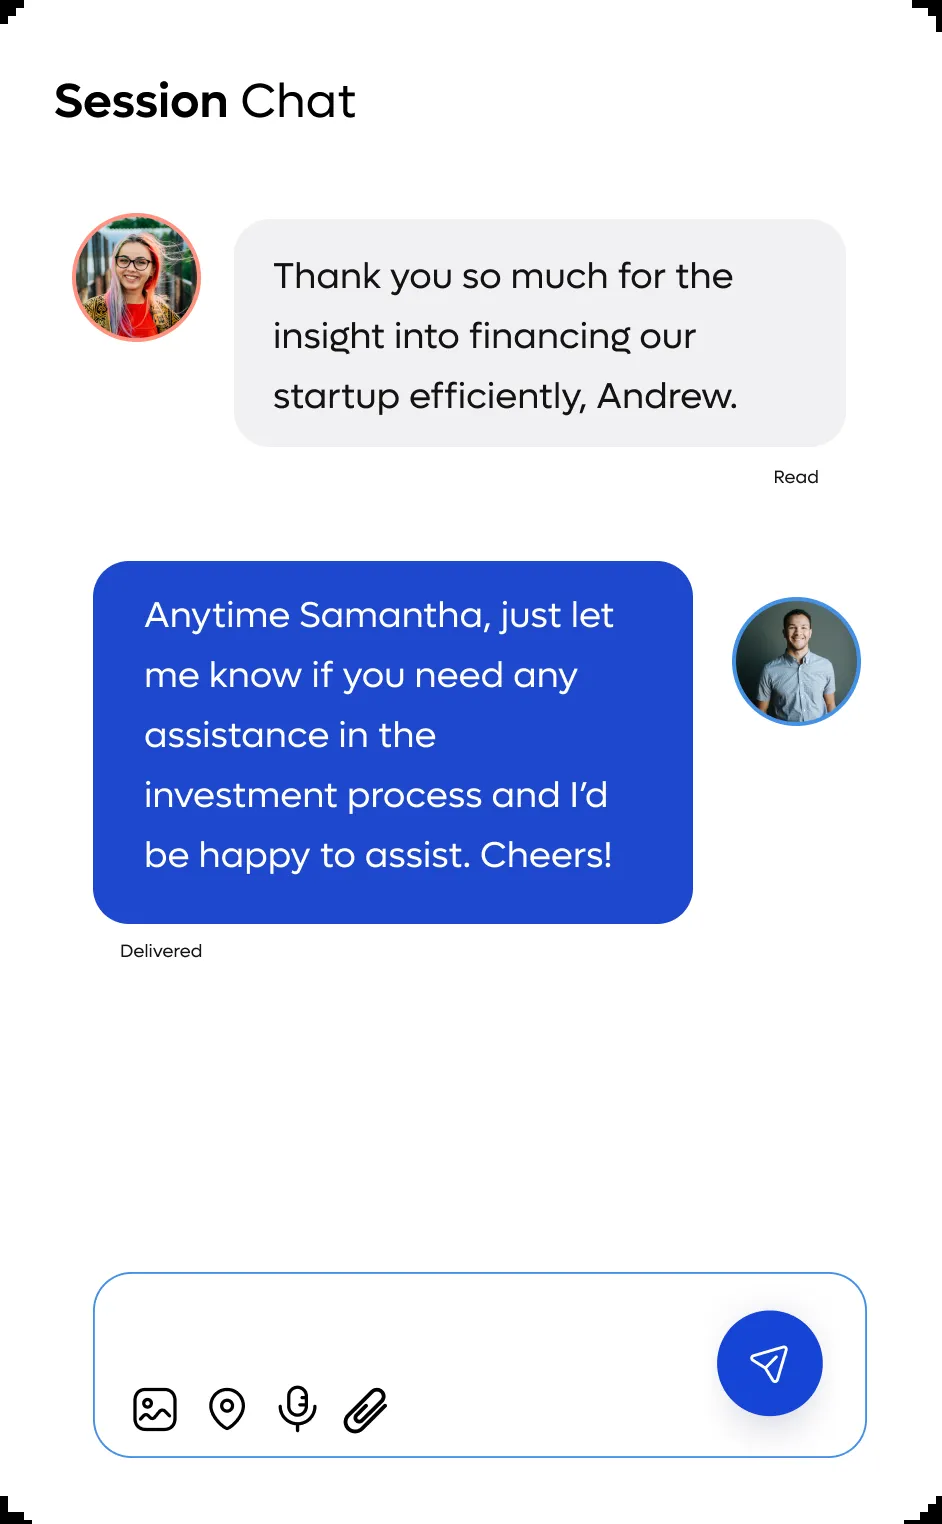 Session Chat
Thank you so much for the
insight into financing our
startup efficiently, Andrew.
Read
Anytime Samantha, just let
me know if you need any
assistance in the
investment process and I’d
be happy to assist. Cheers!
Delivered